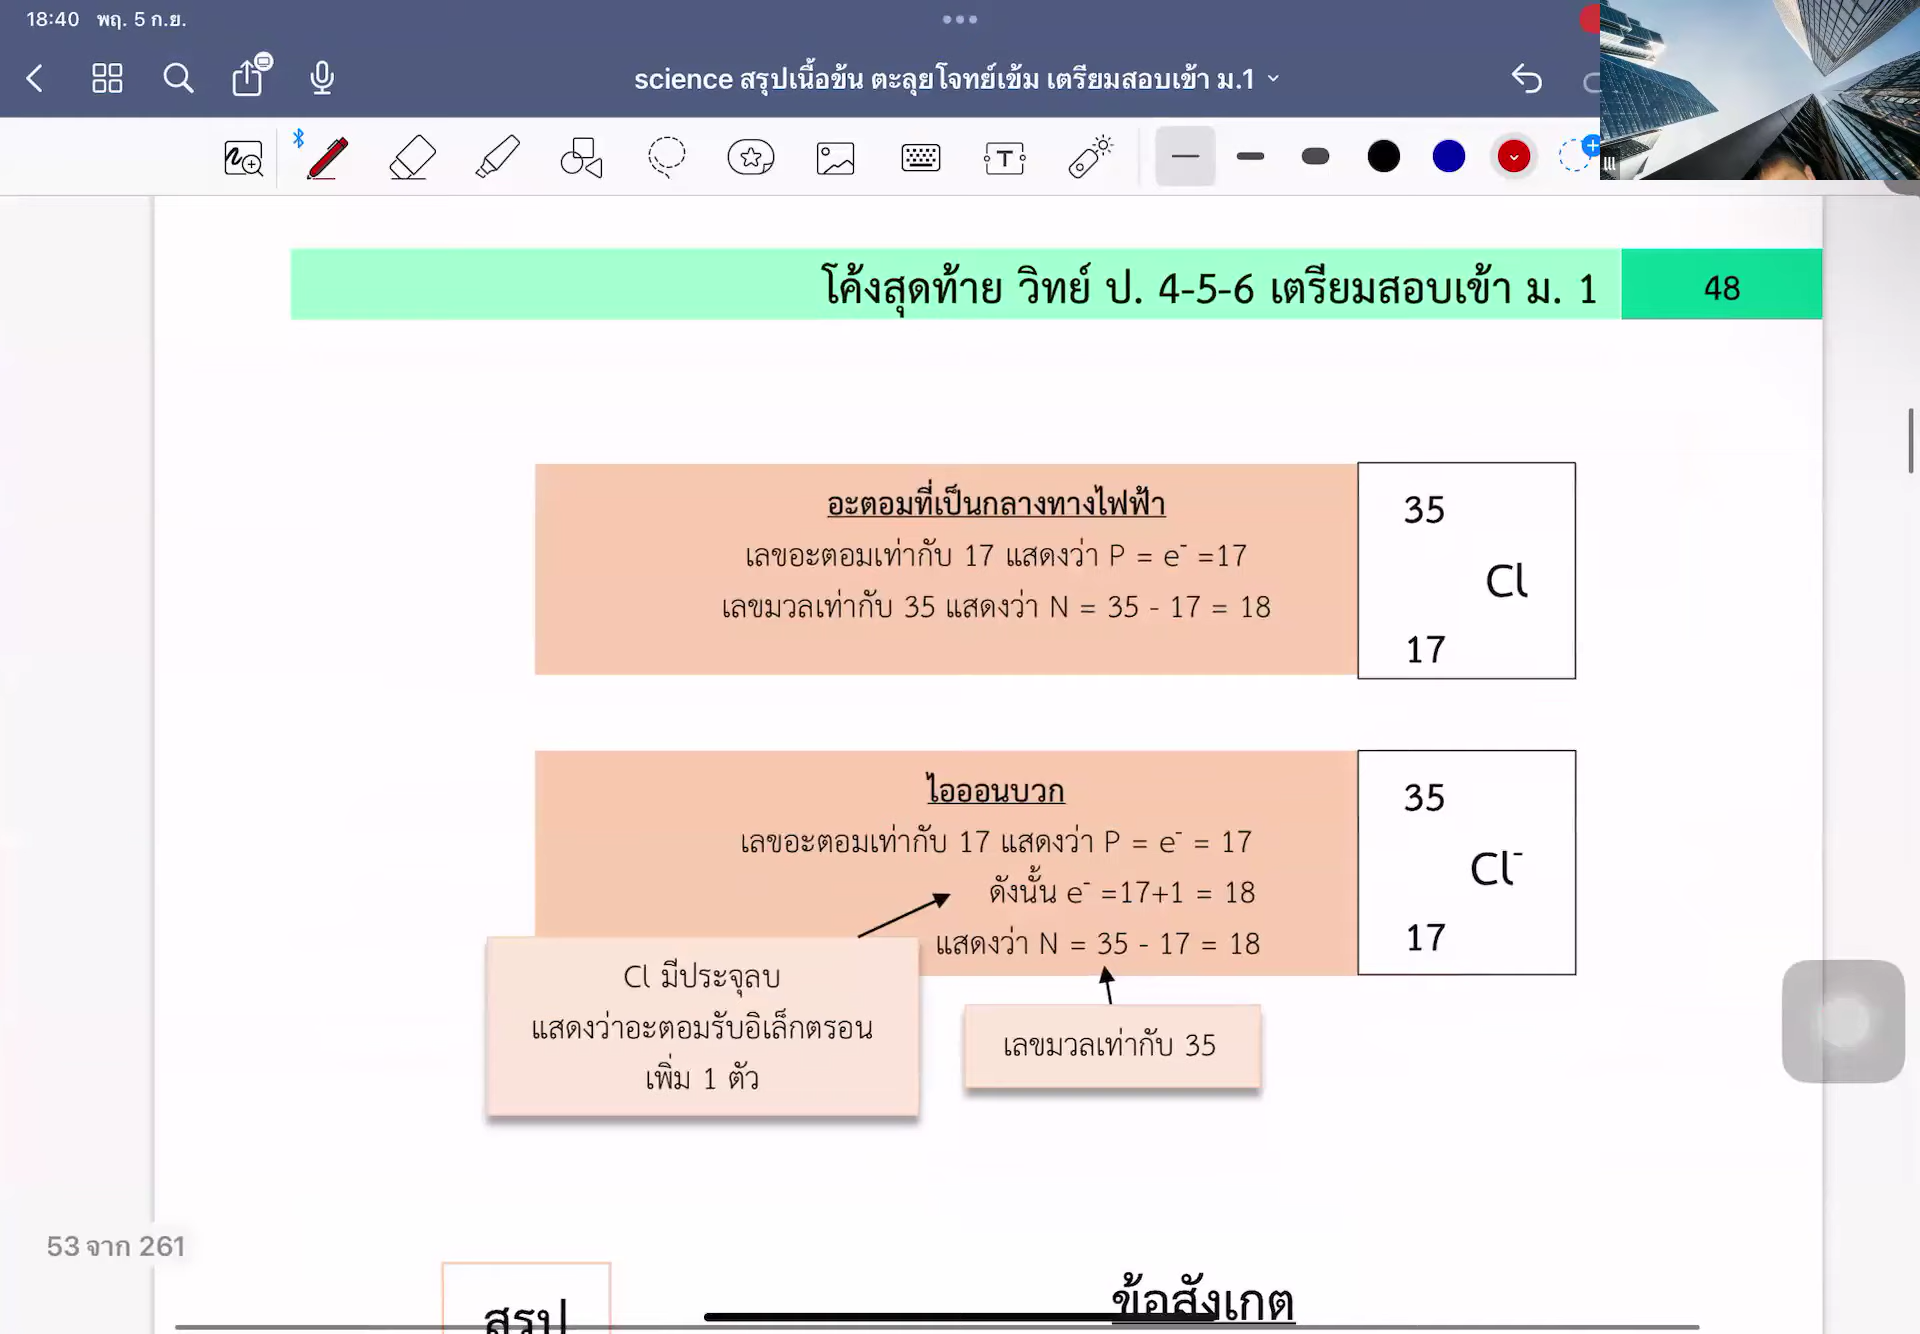 18:40 พฤ. 5 ก.ย.
science สรุปเนื้อข้น ตะลุยโจทย์เข้ม เตรียมสอบเข้า ม.1
โค้งสุดท้าย วิทย์ ป. 4-5-6 เตรียมสอบเข้า ม. 1
48
อะตอมที่เป็นกลางทางไฟฟ้า
เลขอะตอมเท่ากับ 17 แสดงว่า P = e⁻ =17
เลขมวลเท่ากับ 35 แสดงว่า N = 35 - 17 = 18
35
Cl
17
ไอออนบวก
เลขอะตอมเท่ากับ 17 แสดงว่า P = e⁻ = 17
ดังนั้น e⁻ =17+1 = 18
แสดงว่า N = 35 - 17 = 18
35
Cl⁻
17
Cl มีประจุลบ
แสดงว่าอะตอมรับอิเล็กตรอน
เพิ่ม 1 ตัว
เลขมวลเท่ากับ 35
53 จาก 261
สรุป
ข้อสังเกต